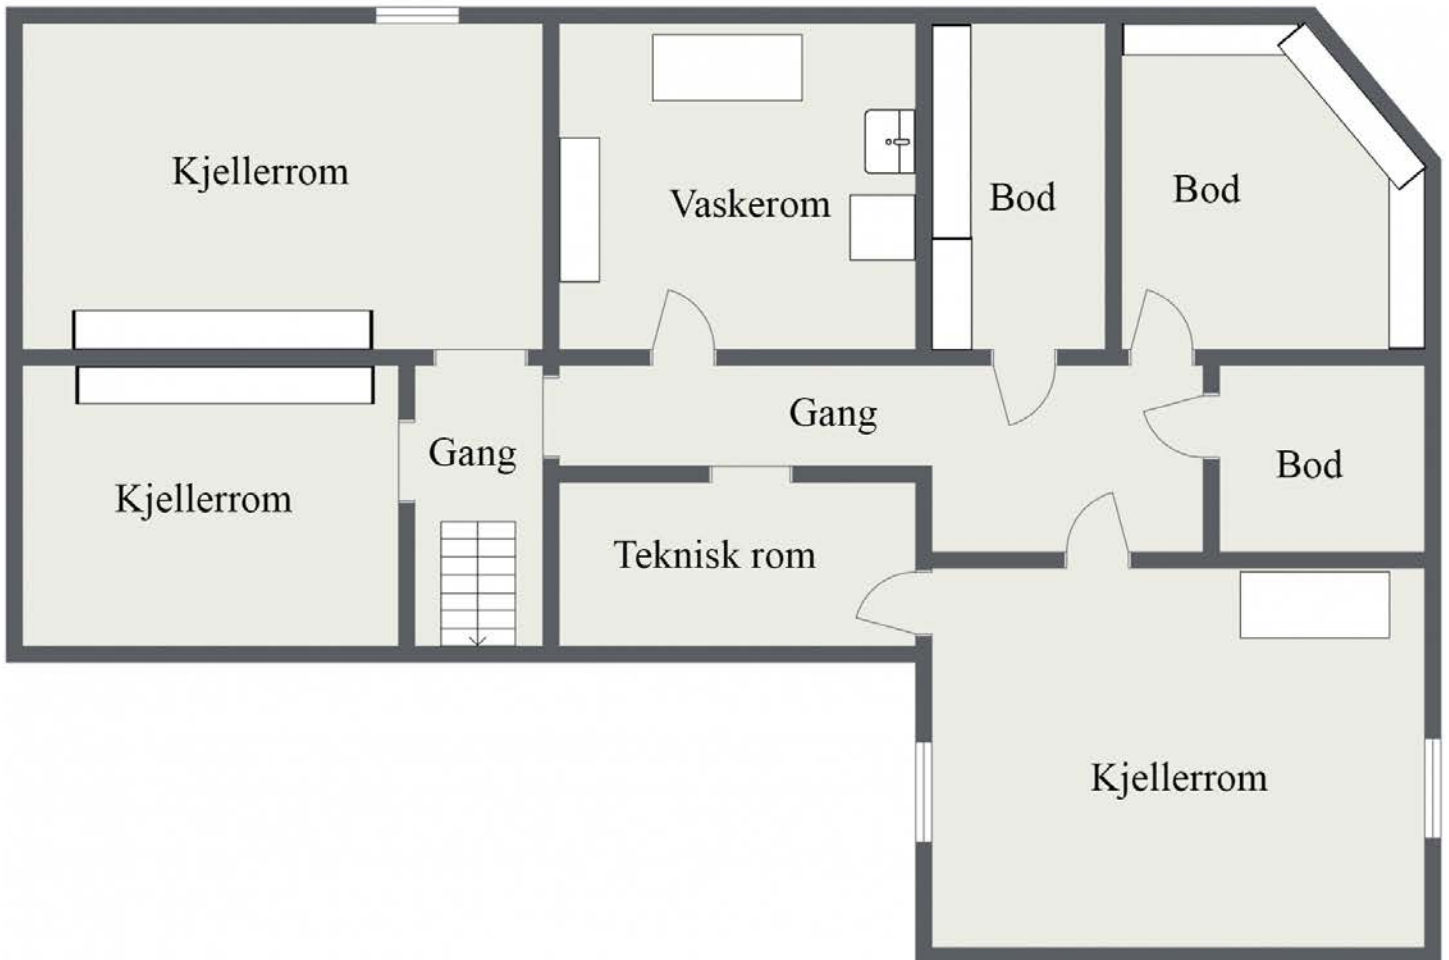 Kjellerrom
Vaskerom
Bod
Bod
Gang
Gang
Bod
Kjellerrom
Teknisk rom
Kjellerrom